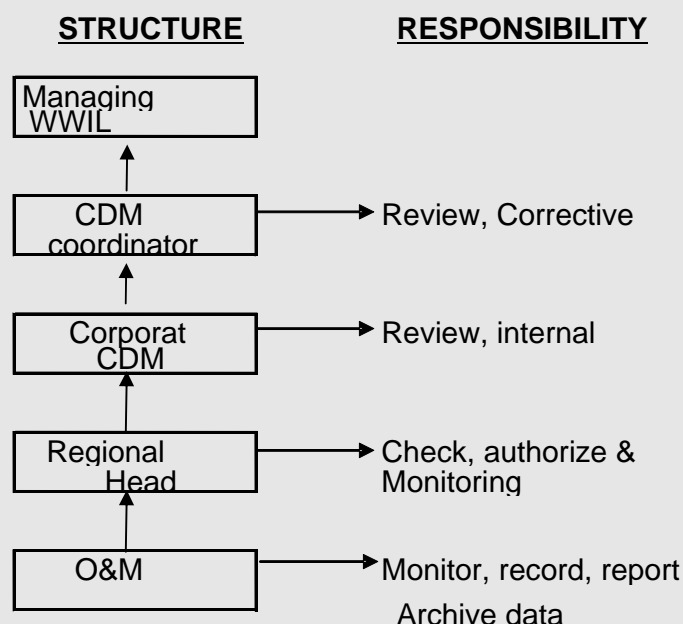 STRUCTURE RESPONSIBILITY
Managing
WWIL
CDM
coordinator
Review, Corrective
Corporat
CDM
Review, internal
Regional
Head
Check, authorize &
Monitoring
O&M
Monitor, record, report
Archive data